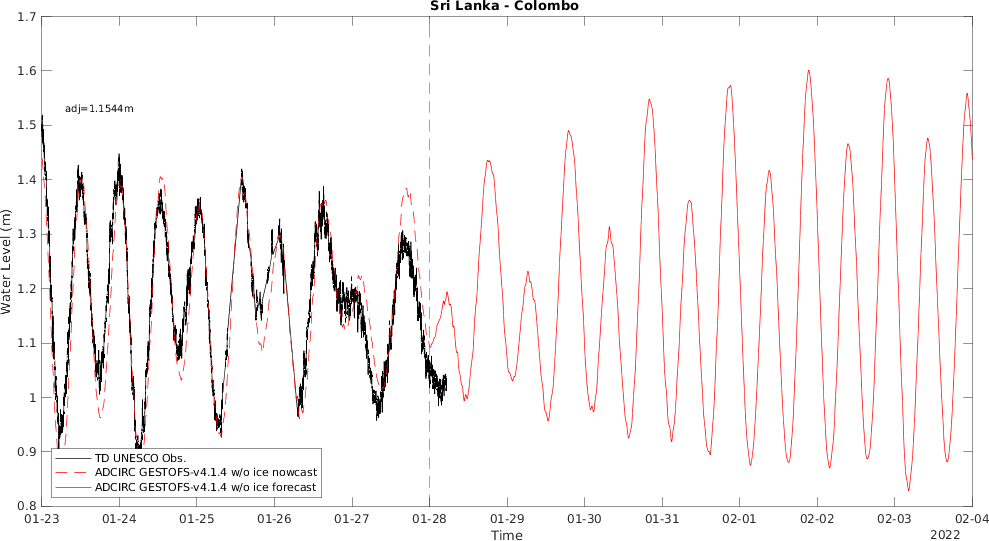 Sri Lanka - Colombo
1.7
1.6
1.5
1.4
1.3
1.2
1.1
1
0.9
0.8
Water Level (m)
adj=1.1544m
TD UNESCO Obs.
ADCIRC GESTOFS-v4.1.4 w/o ice nowcast
ADCIRC GESTOFS-v4.1.4 w/o ice forecast
01-23 01-24 01-25 01-26 01-27 01-28 01-29 01-30 01-31 02-01 02-02 02-03 02-04
Time
2022